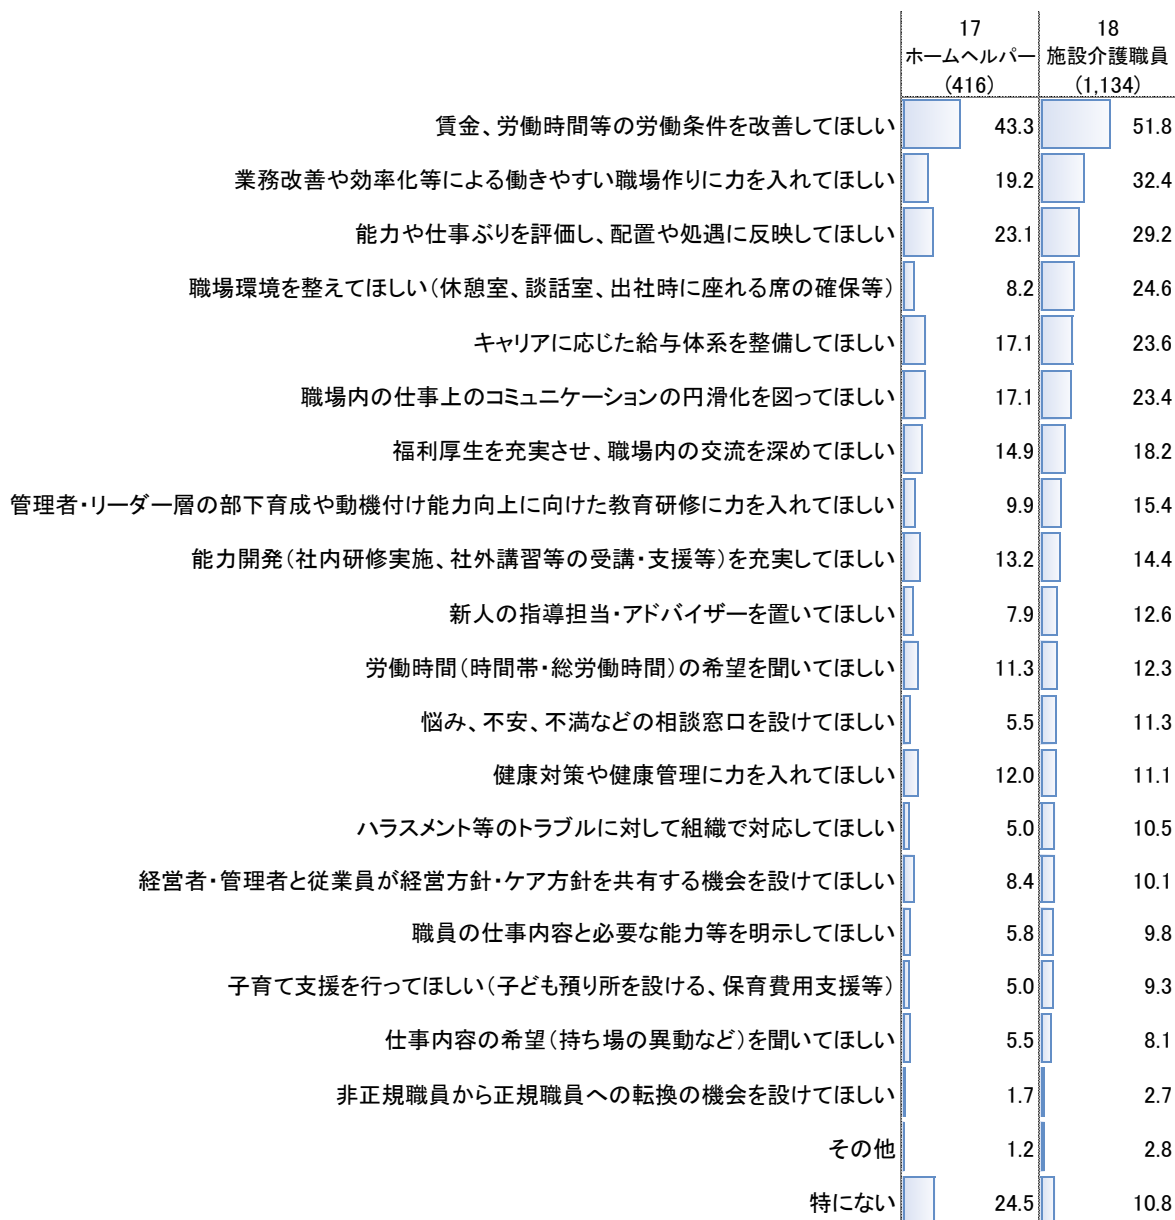 17 18
ホームヘルパー 施設介護職員
(416) (1,134)
賃金、労働時間等の労働条件を改善してほしい 43.3 51.8
業務改善や効率化等による働きやすい職場作りに力を入れてほしい 19.2 32.4
能力や仕事ぶりを評価し、配置や処遇に反映してほしい 23.1 29.2
職場環境を整えてほしい(休憩室、談話室、出社時に座れる席の確保等) 8.2 24.6
キャリアに応じた給与体系を整備してほしい 17.1 23.6
職場内の仕事上のコミュニケーションの円滑化を図ってほしい 17.1 23.4
福利厚生を充実させ、職場内の交流を深めてほしい 14.9 18.2
管理者・リーダー層の部下育成や動機付け能力向上に向けた教育研修に力を入れてほしい 9.9 15.4
能力開発(社内研修実施、社外講習等の受講・支援等)を充実してほしい 13.2 14.4
新人の指導担当・アドバイザーを置いてほしい 7.9 12.6
労働時間(時間帯・総労働時間)の希望を聞いてほしい 11.3 12.3
悩み、不安、不満などの相談窓口を設けてほしい 5.5 11.3
健康対策や健康管理に力を入れてほしい 12.0 11.1
ハラスメント等のトラブルに対して組織で対応してほしい 5.0 10.5
経営者・管理者と従業員が経営方針・ケア方針を共有する機会を設けてほしい 8.4 10.1
職員の仕事内容と必要な能力等を明示してほしい 5.8 9.8
子育て支援を行ってほしい(子ども預り所を設ける、保育費用支援等) 5.0 9.3
仕事内容の希望(持ち場の異動など)を聞いてほしい 5.5 8.1
非正規職員から正規職員への転換の機会を設けてほしい 1.7 2.7
その他 1.2 2.8
特にない 24.5 10.8